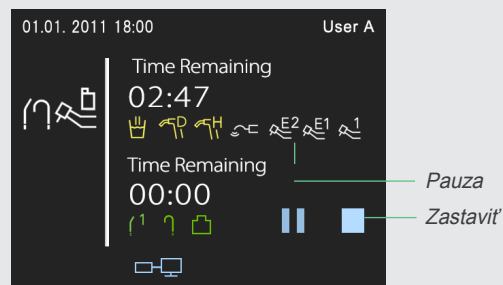 01.01. 2011 18:00 User A
Time Remaining
02:47
D H E2 E1 1
Time Remaining
00:00
1
Pauza
Zastaviť